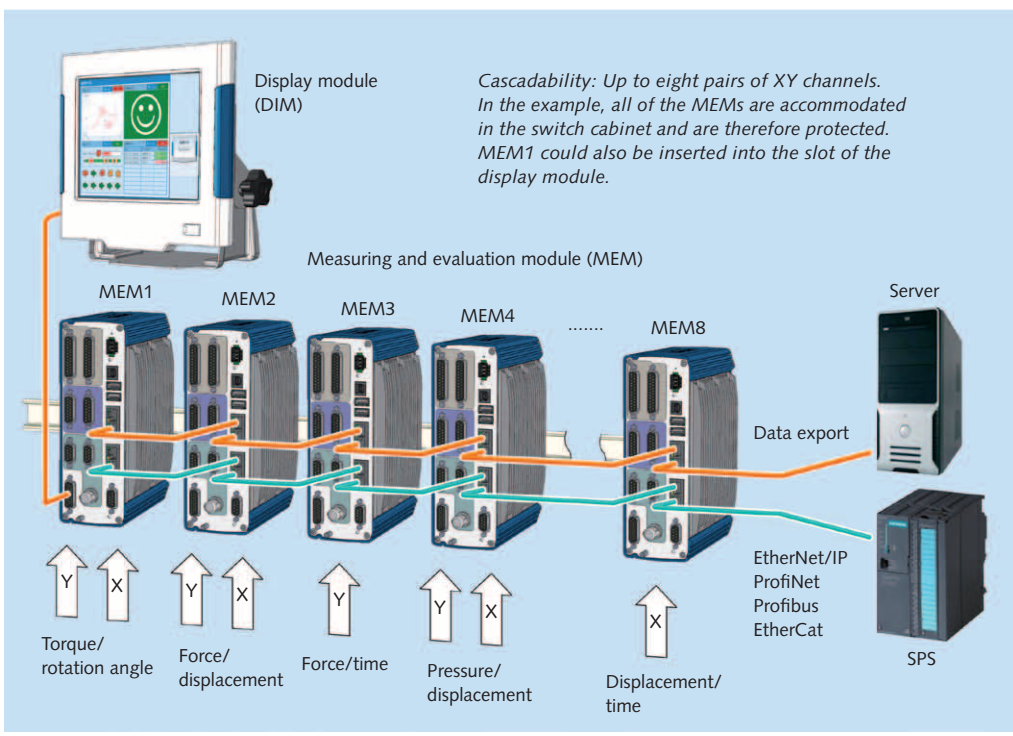 Display module
(DIM)
Cascadability: Up to eight pairs of XY channels.
In the example, all of the MEMs are accommodated
in the switch cabinet and are therefore protected.
MEM1 could also be inserted into the slot of the
display module.
Measuring and evaluation module (MEM)
MEM1
MEM2
MEM3
MEM4
.......
MEM8
Server
Data export
EtherNet/IP
ProfiNet
Profibus
EtherCat
SPS
Y
X
Y
X
Y
Y
X
X
Torque/
rotation angle
Force/
displacement
Force/time
Pressure/
displacement
Displacement/
time